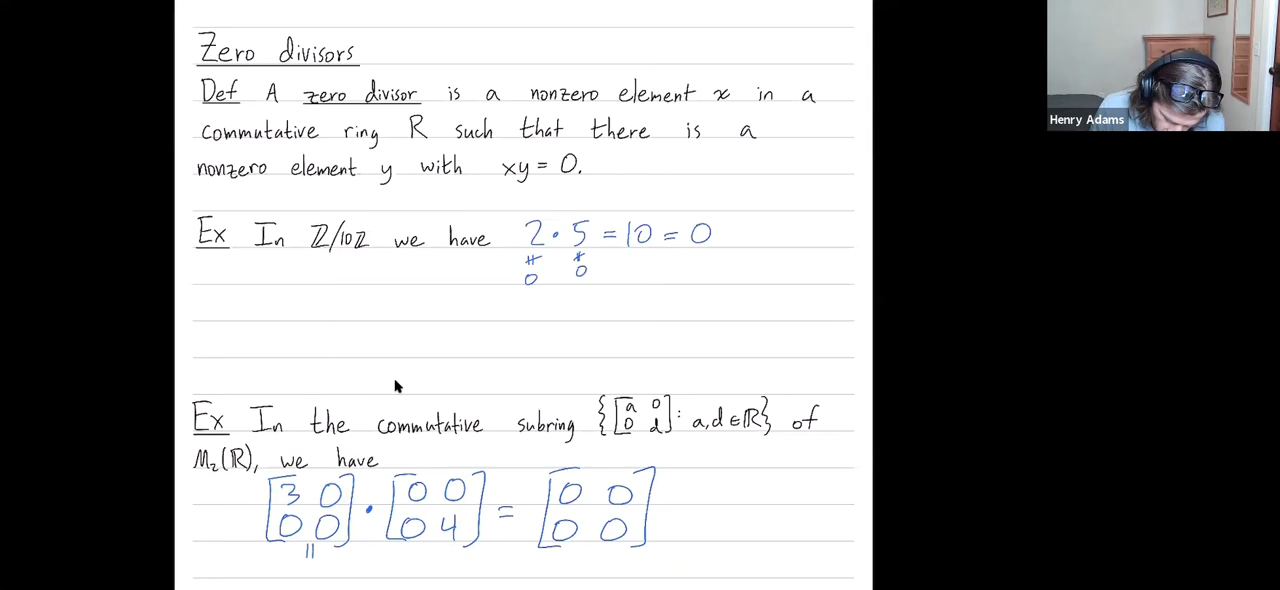 Zero divisors
Def A zero divisor is a nonzero element x in a
commutative ring R such that there is a
nonzero element y with xy = 0.
Ex In ℤ/10ℤ we have 2 · 5 = 10 = 0
≠ ≠
0 0
Ex In the commutative subring {[a 0
0 d] : a, d ∈ ℝ} of
M₂(ℝ), we have
[3 0
0 0] · [0 0
0 4] = [0 0
0 0]
||
Henry Adams